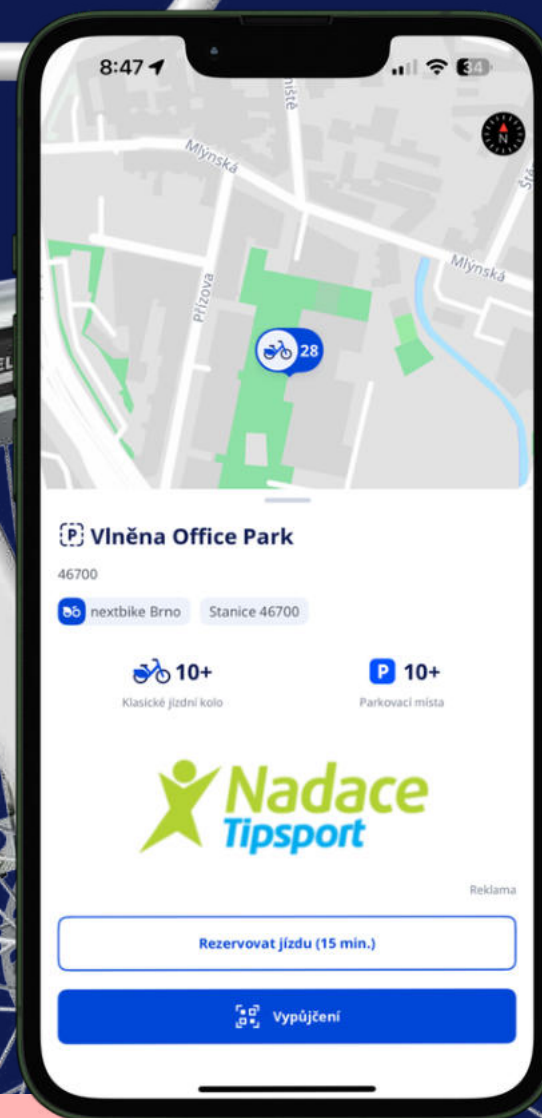 8:47
34
Mlýnská
Mlýnská
Přízova
28
P Vlněna Office Park
46700
nextbike Brno Stanice 46700
10+ P 10+
Klasické jízdní kolo Parkovací místa
Nadace
Tipsport
Reklama
Rezervovat jízdu (15 min.)
Vypůjčení
N